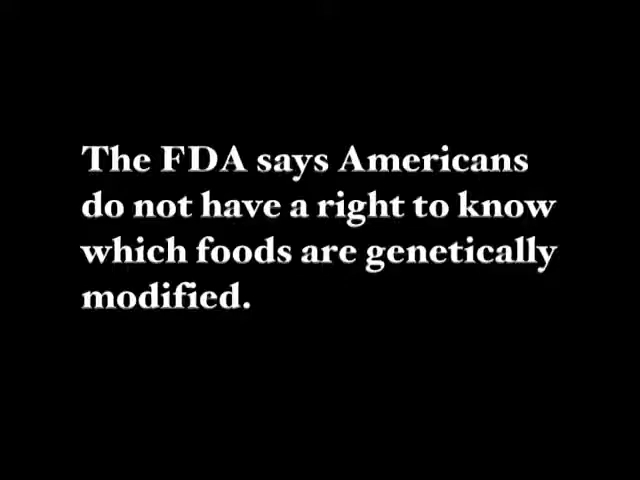 The FDA says Americans
do not have a right to know
which foods are genetically
modified.